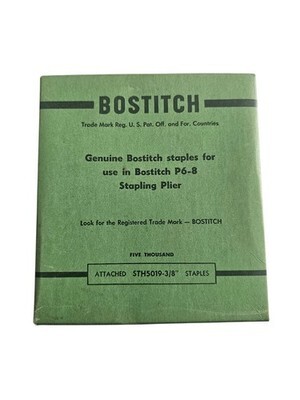 BOSTITCH
Trade Mark Reg. U. S. Pat. Off. and For. Countries
Genuine Bostitch staples for
use in Bostitch P6-8
Stapling Plier
Look for the Registered Trade Mark — BOSTITCH
FIVE THOUSAND
ATTACHED STH5019-3/8" STAPLES